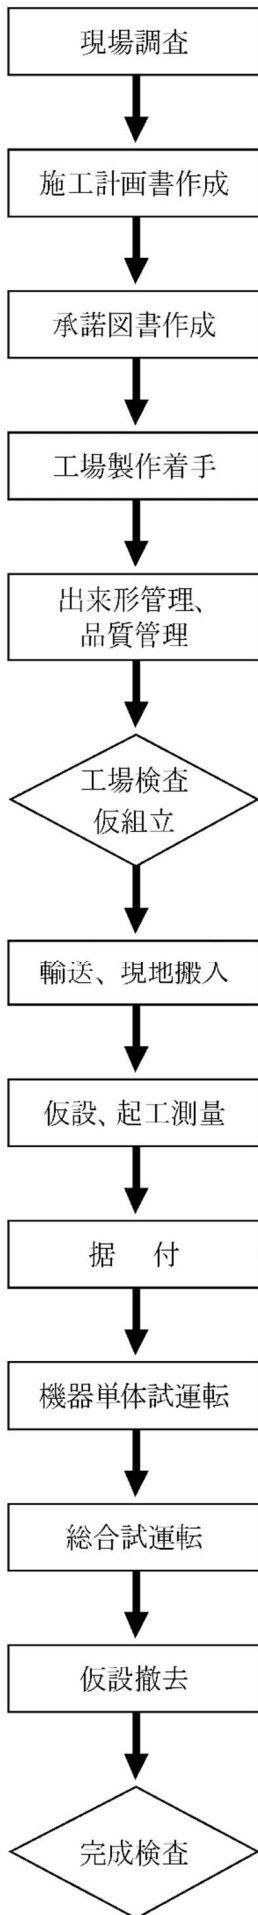 現場調査
施工計画書作成
承諾図書作成
工場製作着手
出来形管理、
品質管理
工場検査
仮組立
輸送、現地搬入
仮設、起工測量
据　付
機器単体試運転
総合試運転
仮設撤去
完成検査